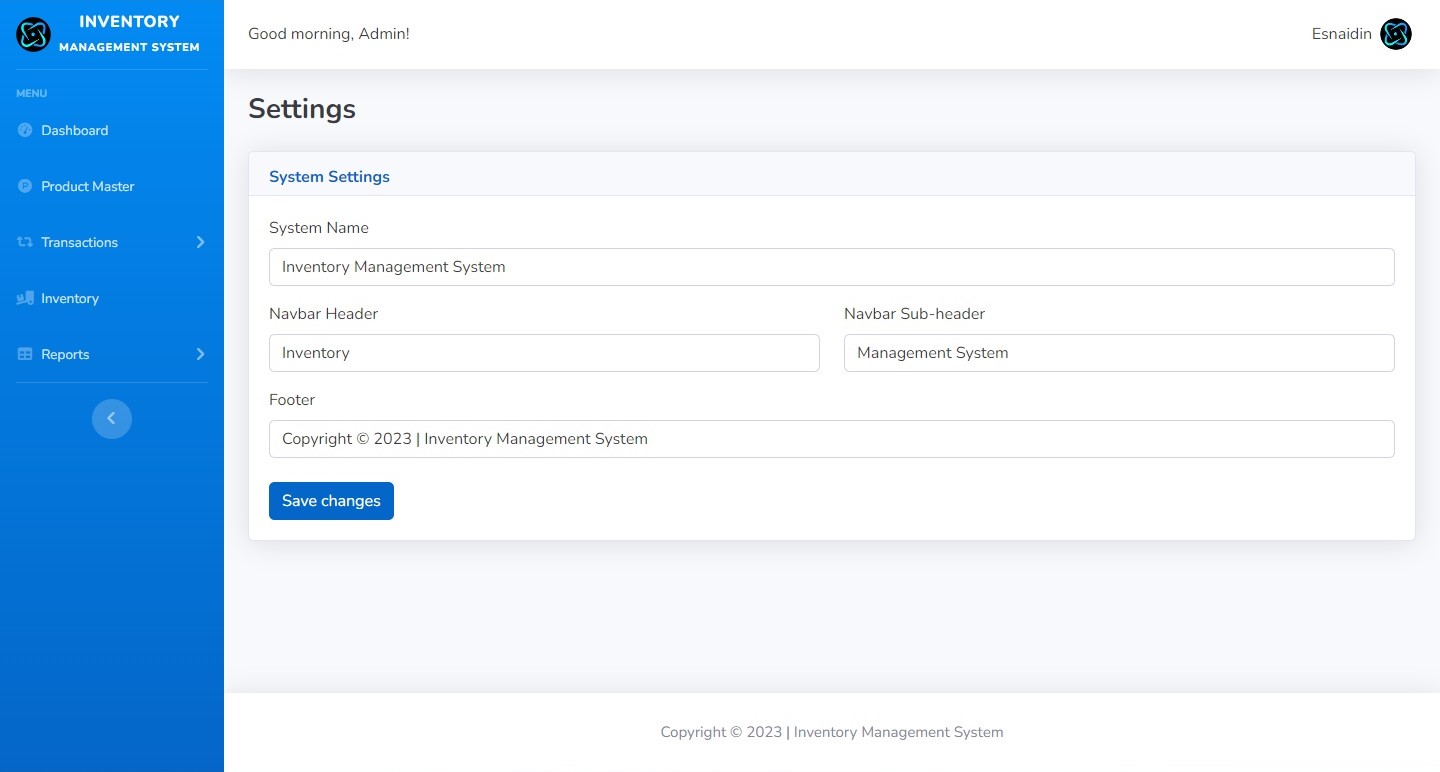 INVENTORY
MANAGEMENT SYSTEM
MENU
Dashboard
Product Master
Transactions
Inventory
Reports
Good morning, Admin!
Esnaidin
Settings
System Settings
System Name
Inventory Management System
Navbar Header
Navbar Sub-header
Inventory
Management System
Footer
Copyright © 2023 | Inventory Management System
Save changes
Copyright © 2023 | Inventory Management System